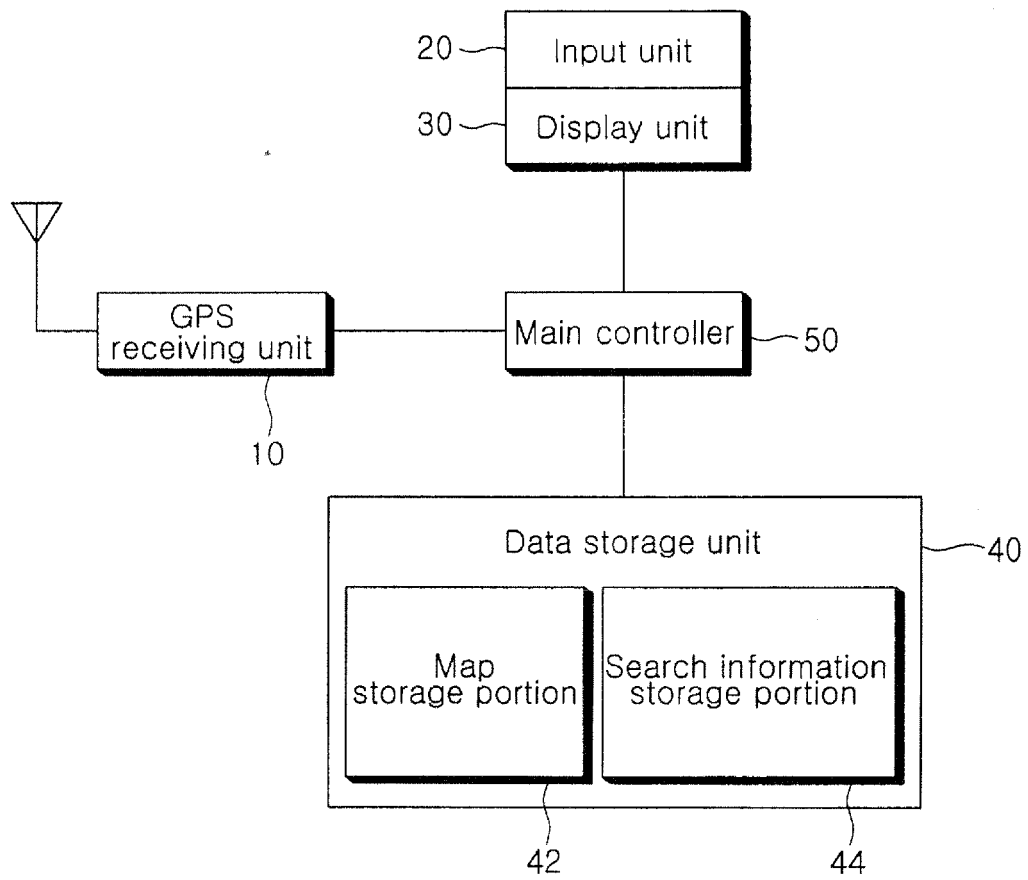 20
Input unit
30
Display unit
GPS
receiving unit
10
Main controller
50
Data storage unit
40
Map
storage portion
42
Search information
storage portion
44